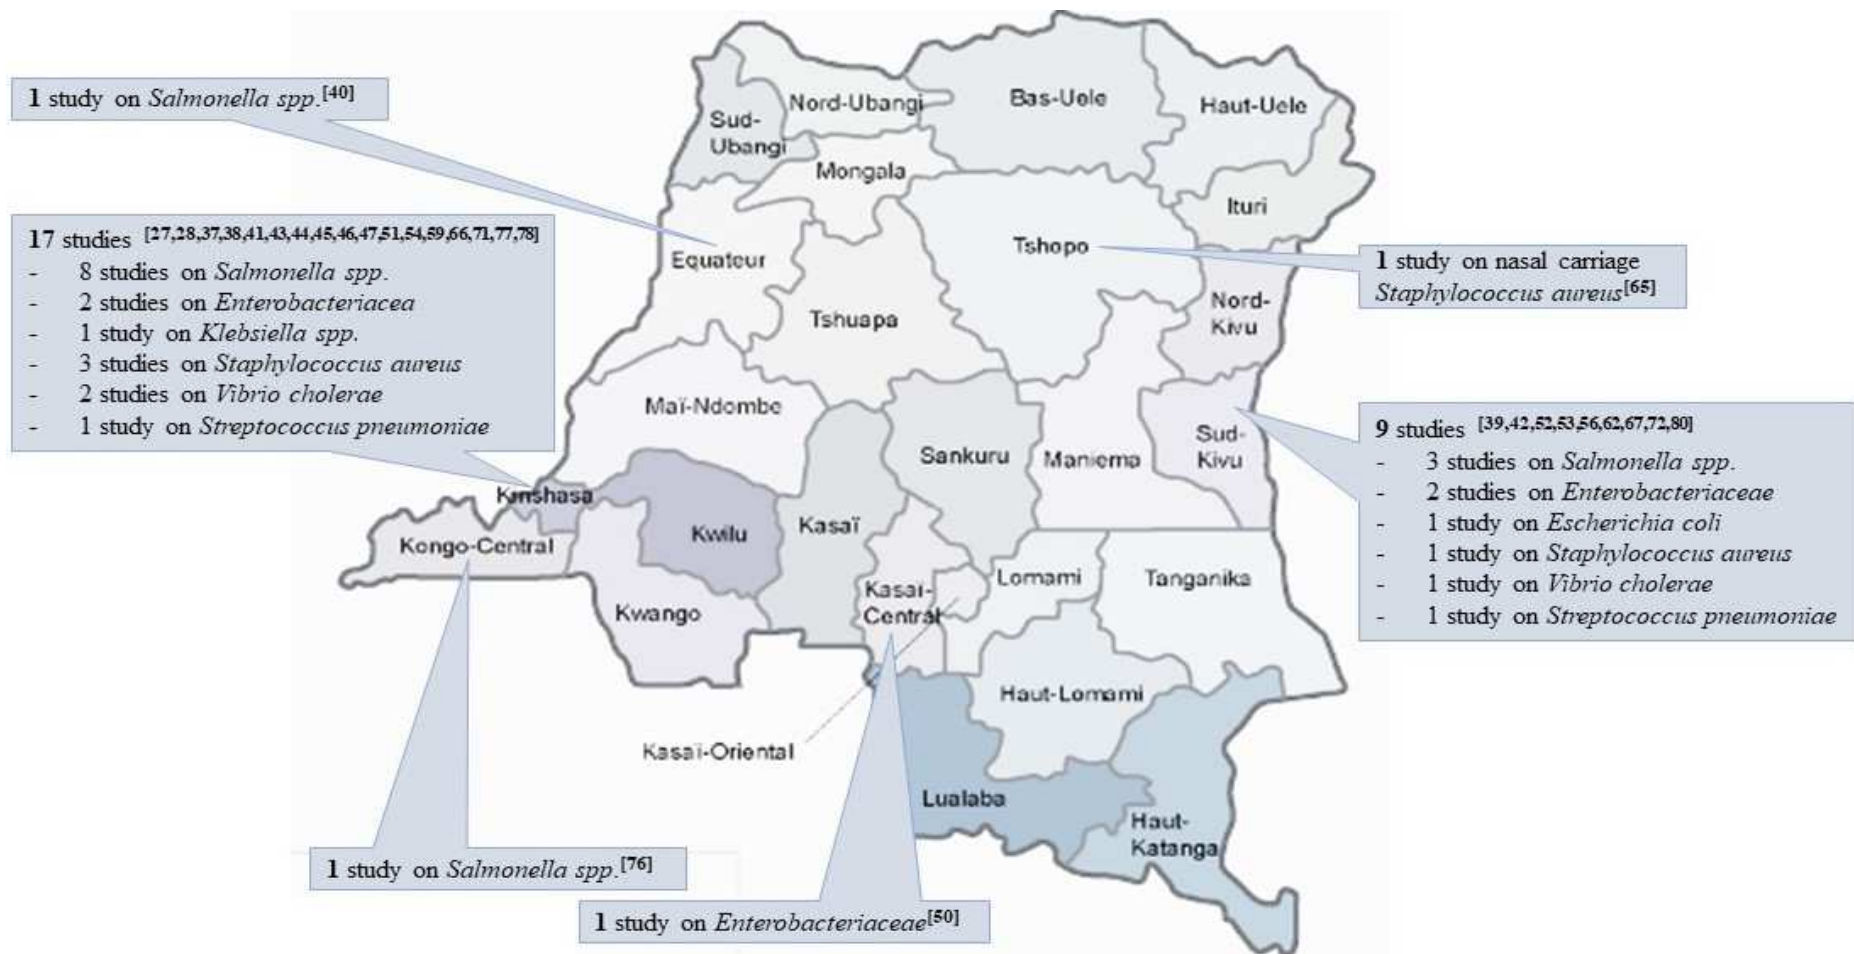 1 study on Salmonella spp.[40]
17 studies [27,28,37,38,41,43,44,45,46,47,51,54,59,66,71,77,78]
- 8 studies on Salmonella spp.
- 2 studies on Enterobacteriacea
- 1 study on Klebsiella spp.
- 3 studies on Staphylococcus aureus
- 2 studies on Vibrio cholerae
- 1 study on Streptococcus pneumoniae
Nord-Ubangi
Bas-Uele
Haut-Uele
Sud-
Ubangi
Mongala
Ituri
Equateur
Tshopo
Tshuapa
Nord-
Kivu
1 study on nasal carriage
Staphylococcus aureus[65]
Maï-Ndombe
Sankuru
Maniema
Sud-
Kivu
9 studies [39,42,52,53,56,62,67,72,80]
- 3 studies on Salmonella spp.
- 2 studies on Enterobacteriaceae
- 1 study on Escherichia coli
- 1 study on Staphylococcus aureus
- 1 study on Vibrio cholerae
- 1 study on Streptococcus pneumoniae
Kinshasa
Kongo-Central
Kwilu
Kasaï
Kwango
Kasaï-
Central
Lomami
Tanganika
Haut-Lomami
Kasaï-Oriental
Lualaba
Haut-
Katanga
1 study on Salmonella spp.[76]
1 study on Enterobacteriaceae[50]